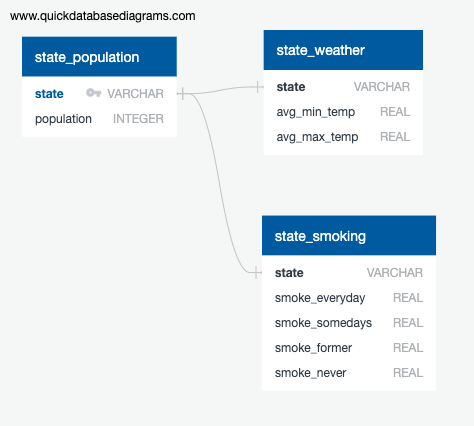 www.quickdatabasediagrams.com
state_population
state VARCHAR
population INTEGER
state_weather
state VARCHAR
avg_min_temp REAL
avg_max_temp REAL
state_smoking
state VARCHAR
smoke_everyday REAL
smoke_somedays REAL
smoke_former REAL
smoke_never REAL